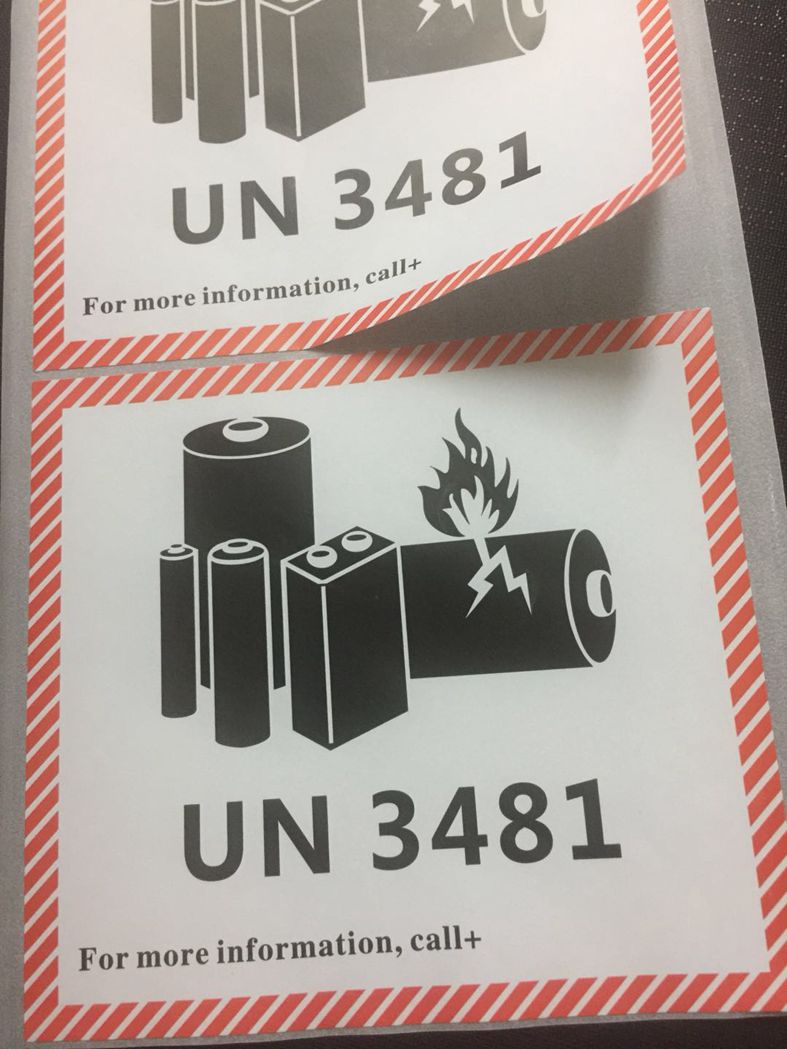 UN 3481
For more information, call+
UN 3481
For more information, call+